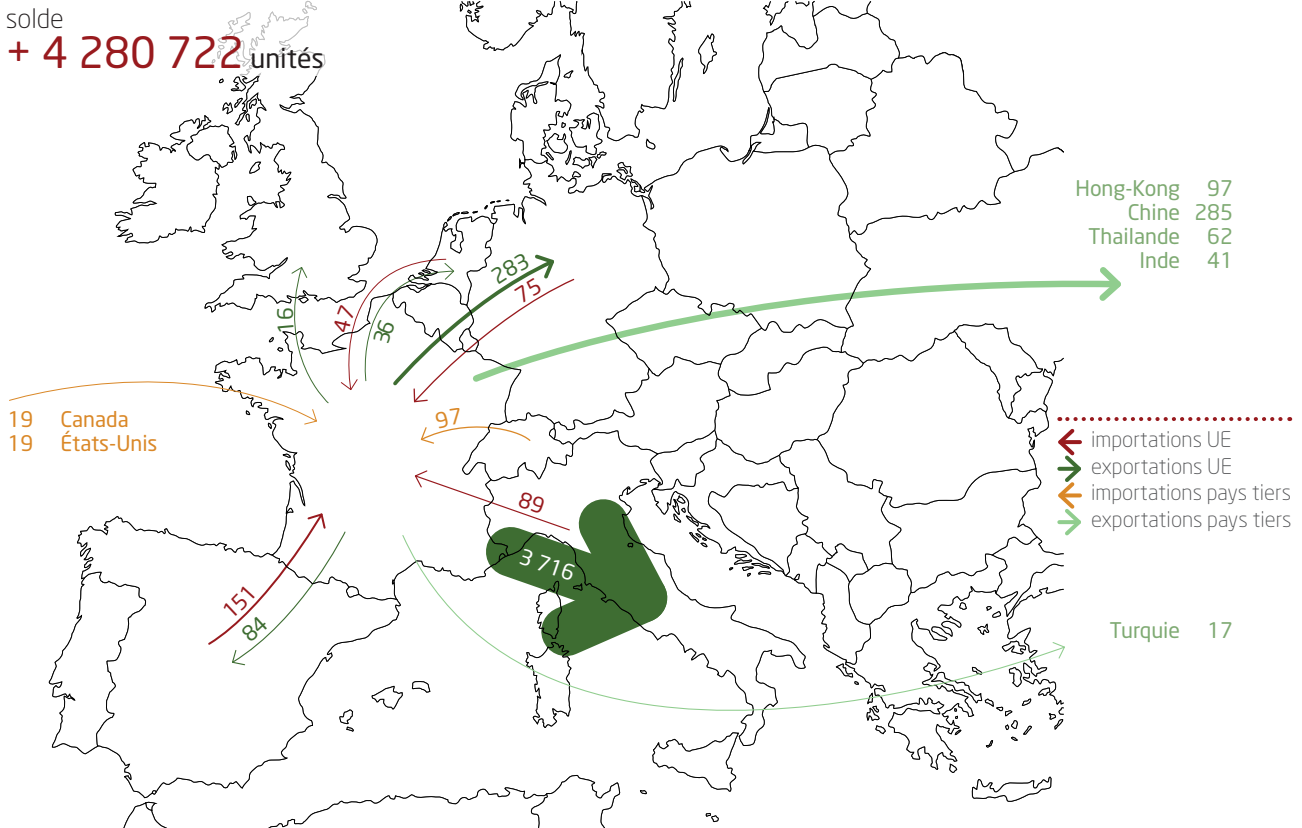 solde
+ 4 280 722 unités
Hong-Kong 97
Chine 285
Thailande 62
Inde 41
283
75
47
36
16
19 Canada
19 États-Unis
97
importations UE
exportations UE
importations pays tiers
exportations pays tiers
89
3 716
151
84
Turquie 17